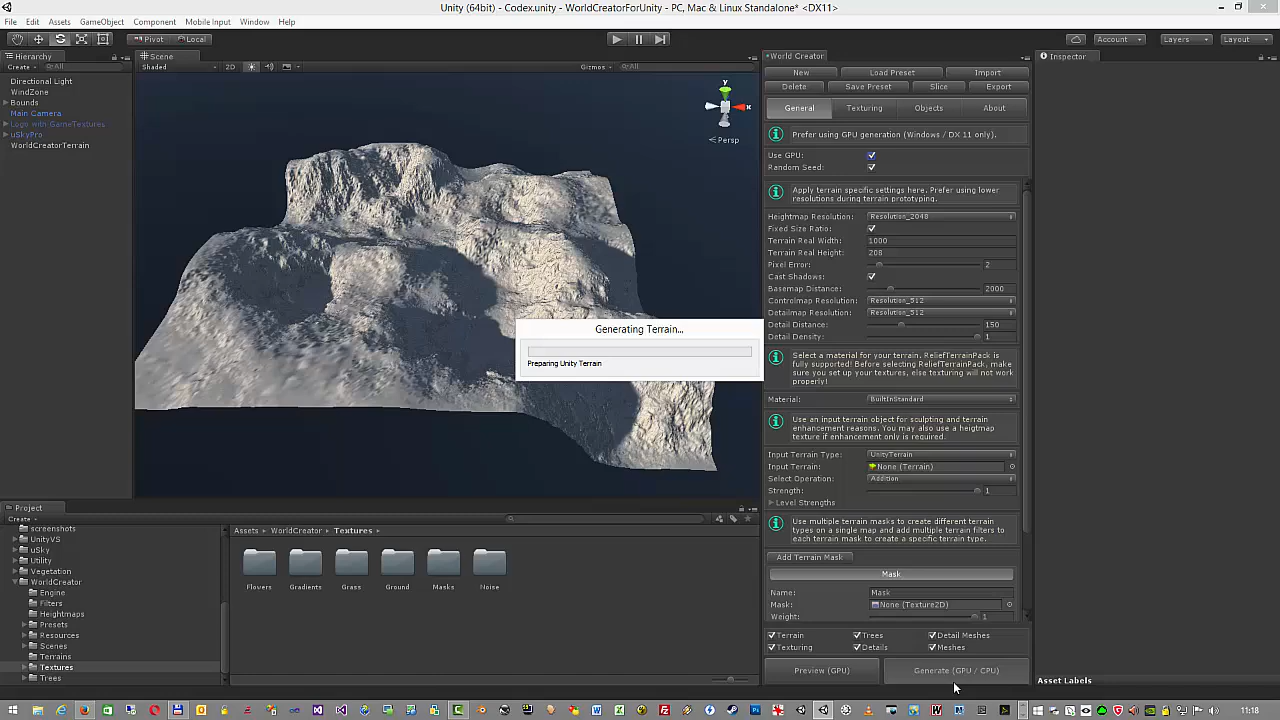 Unity (64bit) - Codex.unity - WorldCreatorForUnity - PC, Mac & Linux Standalone* <DX11>
File Edit Assets GameObject Component Mobile Input Window Help
Pivot Local Account Layers Layout
Hierarchy
Create All
Directional Light
WindZone
Bounds
Main Camera
Logo with GameTextures
uSkyPro
WorldCreatorTerrain
Scene
Shaded 2D Gizmos All
y
x
Persp
Generating Terrain...
Preparing Unity Terrain
World Creator
New Load Preset Import
Delete Save Preset Slice Export
General Texturing Objects About
Prefer using GPU generation (Windows / DX 11 only).
Use GPU:
Random Seed:
Apply terrain specific settings here. Prefer using lower
resolutions during terrain prototyping.
Heightmap Resolution: Resolution_2048
Fixed Size Ratio:
Terrain Real Width: 1000
Terrain Real Height: 208
Pixel Error: 2
Cast Shadows:
Basemap Distance: 2000
Controlmap Resolution: Resolution_512
Detailmap Resolution: Resolution_512
Detail Distance: 150
Detail Density: 1
Select a material for your terrain. ReliefTerrainPack is
fully supported! Before selecting ReliefTerrainPack, make
sure you set up your textures, else texturing will not work
properly!
Material: BuiltInStandard
Use an input terrain object for sculpting and terrain
enhancement reasons. You may also use a heigtmap
texture if enhancement only is required.
Input Terrain Type: UnityTerrain
Input Terrain: None (Terrain)
Select Operation: Addition
Strength: 1
Level Strengths
Use multiple terrain masks to create different terrain
types on a single map and add multiple terrain filters to
each terrain mask to create a specific terrain type.
Add Terrain Mask
Mask
Name: Mask
Mask: None (Texture2D)
Weight: 1
Terrain Trees Detail Meshes
Texturing Details Meshes
Preview (GPU) Generate (GPU / CPU)
Inspector
Asset Labels
Project
Create
screenshots
UnityVS
uSky
Utility
Vegetation
WorldCreator
Engine
Filters
Heightmaps
Presets
Resources
Scenes
Terrains
Textures
Trees
Assets WorldCreator Textures
Flowers Gradients Grass Ground Masks Noise
11:18